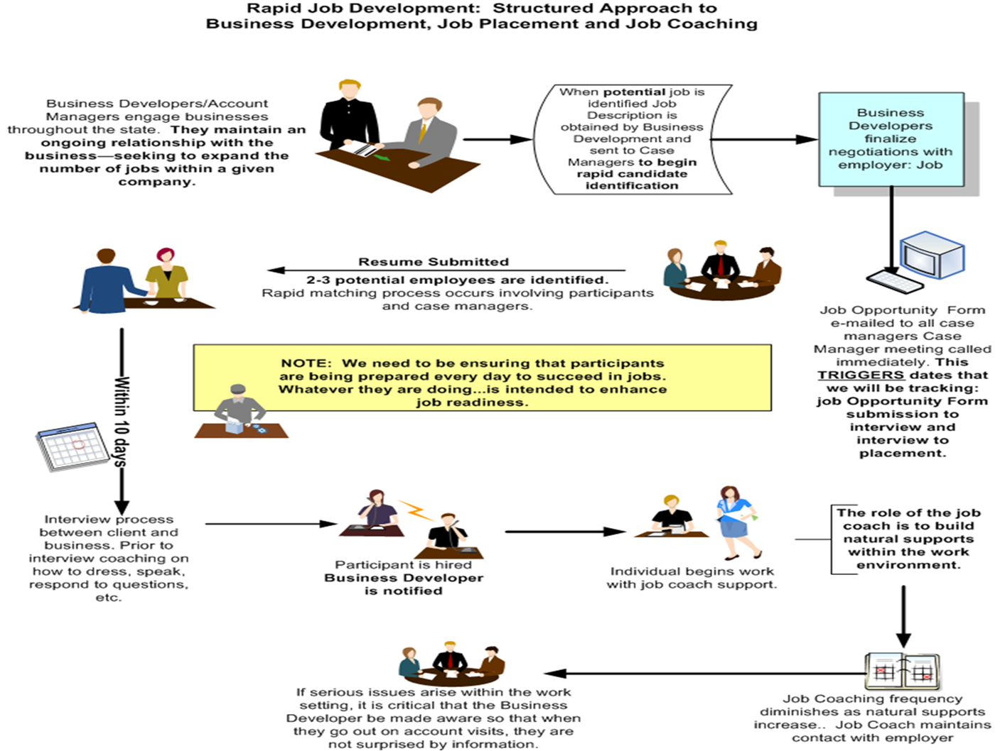 Rapid Job Development:  Structured Approach to
Business Development, Job Placement and Job Coaching
Business Developers/Account
Managers engage businesses
throughout the state.  They maintain an
ongoing relationship with the
business—seeking to expand the
number of jobs within a given
company.
When potential job is
identified Job
Description is
obtained by Business
Development and
sent to Case
Managers to begin
rapid candidate
identification
Business
Developers
finalize
negotiations with
employer: Job
Job Opportunity  Form
e-mailed to all case
managers Case
Manager meeting called
immediately. This
TRIGGERS dates that
we will be tracking:
job Opportunity Form
submission to
interview and
interview to
placement.
Resume Submitted
2-3 potential employees are identified.
Rapid matching process occurs involving participants
and case managers.
NOTE:  We need to be ensuring that participants
are being prepared every day to succeed in jobs.
Whatever they are doing...is intended to enhance
job readiness.
Within 10 days
Interview process
between client and
business. Prior to
interview coaching on
how to dress, speak,
respond to questions,
etc.
Participant is hired
Business Developer
is notified
Individual begins work
with job coach support.
The role of the job
coach is to build
natural supports
within the work
environment.
Job Coaching frequency
diminishes as natural supports
increase..  Job Coach maintains
contact with employer
If serious issues arise within the work
setting, it is critical that the Business
Developer be made aware so that when
they go out on account visits, they are
not surprised by information.